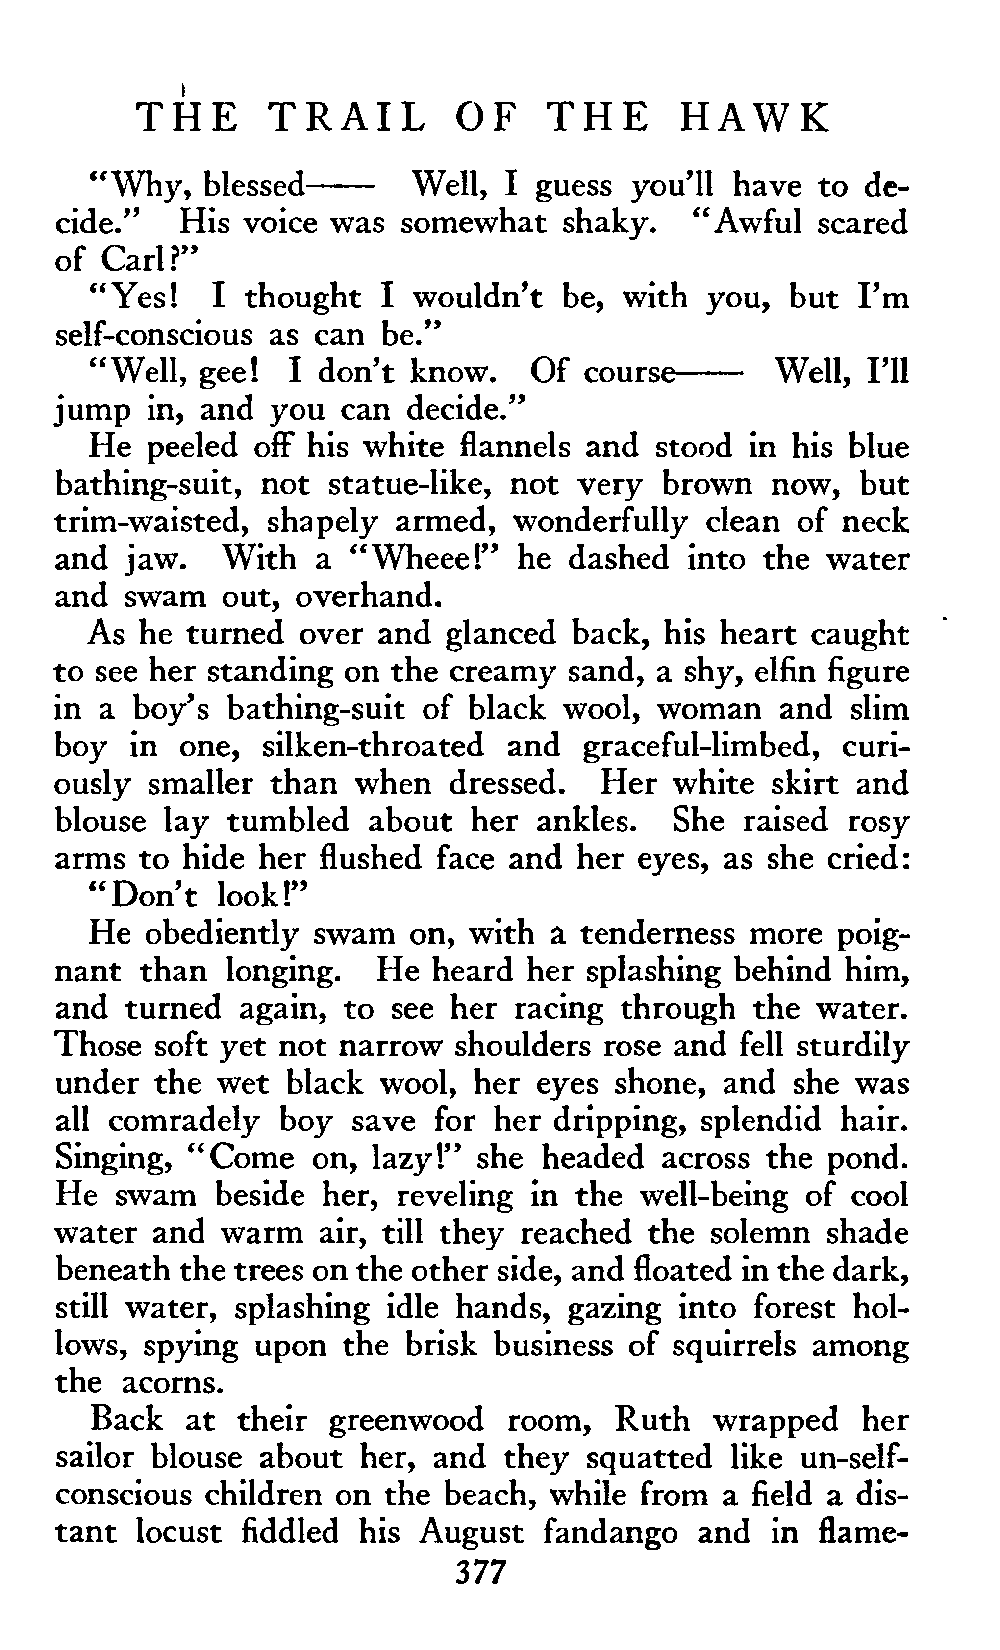 THE TRAIL OF THE HAWK
"Why, blessed—— Well, I guess you'll have to de-
cide." His voice was somewhat shaky. "Awful scared
of Carl?"
"Yes! I thought I wouldn't be, with you, but I'm
self-conscious as can be."
"Well, gee! I don't know. Of course—— Well, I'll
jump in, and you can decide."
He peeled off his white flannels and stood in his blue
bathing-suit, not statue-like, not very brown now, but
trim-waisted, shapely armed, wonderfully clean of neck
and jaw. With a "Wheee!" he dashed into the water
and swam out, overhand.
As he turned over and glanced back, his heart caught
to see her standing on the creamy sand, a shy, elfin figure
in a boy's bathing-suit of black wool, woman and slim
boy in one, silken-throated and graceful-limbed, curi-
ously smaller than when dressed. Her white skirt and
blouse lay tumbled about her ankles. She raised rosy
arms to hide her flushed face and her eyes, as she cried:
"Don't look!"
He obediently swam on, with a tenderness more poig-
nant than longing. He heard her splashing behind him,
and turned again, to see her racing through the water.
Those soft yet not narrow shoulders rose and fell sturdily
under the wet black wool, her eyes shone, and she was
all comradely boy save for her dripping, splendid hair.
Singing, "Come on, lazy!" she headed across the pond.
He swam beside her, reveling in the well-being of cool
water and warm air, till they reached the solemn shade
beneath the trees on the other side, and floated in the dark,
still water, splashing idle hands, gazing into forest hol-
lows, spying upon the brisk business of squirrels among
the acorns.
Back at their greenwood room, Ruth wrapped her
sailor blouse about her, and they squatted like un-self-
conscious children on the beach, while from a field a dis-
tant locust fiddled his August fandango and in flame-
377